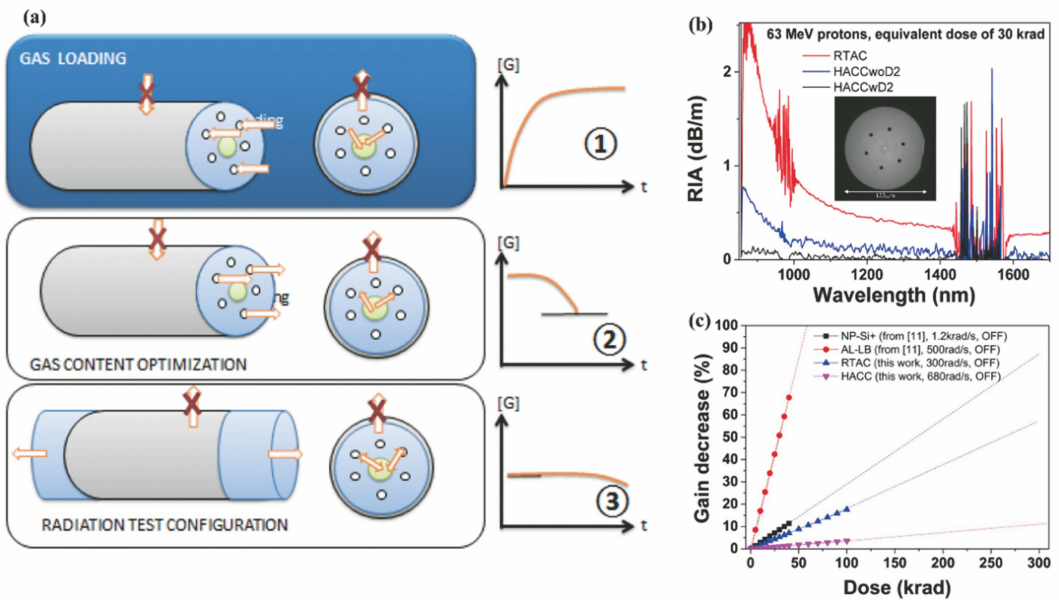 (a)
GAS LOADING
ding
[G]
1
t
ng
GAS CONTENT OPTIMIZATION
[G]
2
t
RADIATION TEST CONFIGURATION
[G]
3
t
(b)
63 MeV protons, equivalent dose of 30 krad
RTAC
HACCwoD2
HACCwD2
RIA (dB/m)
2
1
0
1000 1200 1400 1600
Wavelength (nm)
(c)
NP-Si+ (from [11], 1.2krad/s, OFF)
AL-LB (from [11], 500rad/s, OFF)
RTAC (this work, 300rad/s, OFF)
HACC (this work, 680rad/s, OFF)
Gain decrease (%)
100
90
80
70
60
50
40
30
20
10
0
0 50 100 150 200 250 300
Dose (krad)